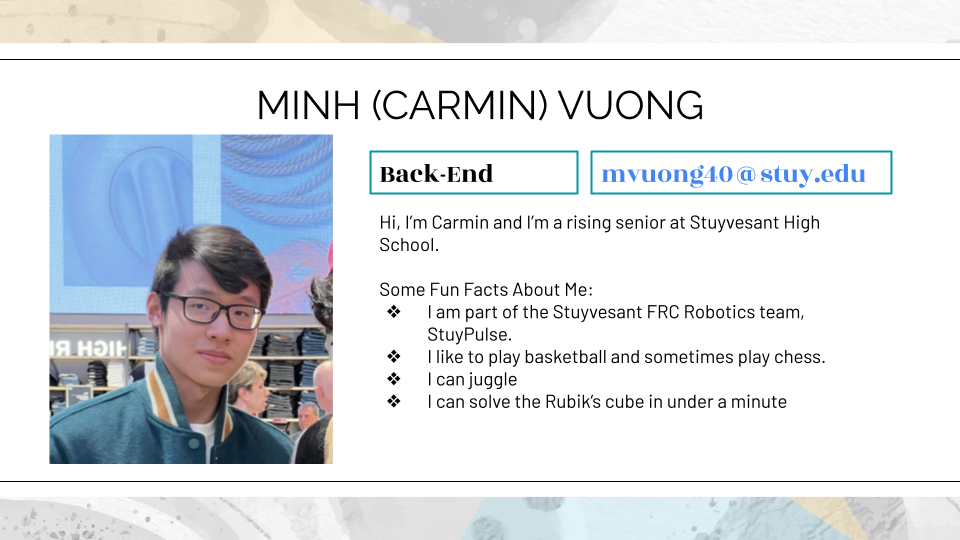 MINH (CARMIN) VUONG
Back-End
mvuong40@stuy.edu
Hi, I'm Carmin and I'm a rising senior at Stuyvesant High
School.
Some Fun Facts About Me:
❖ I am part of the Stuyvesant FRC Robotics team,
StuyPulse.
❖ I like to play basketball and sometimes play chess.
❖ I can juggle
❖ I can solve the Rubik's cube in under a minute
HIGH RI